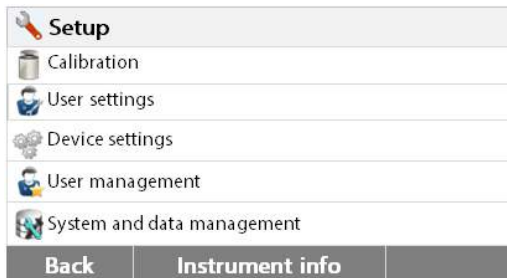 Setup
Calibration
User settings
Device settings
User management
System and data management
Back Instrument info